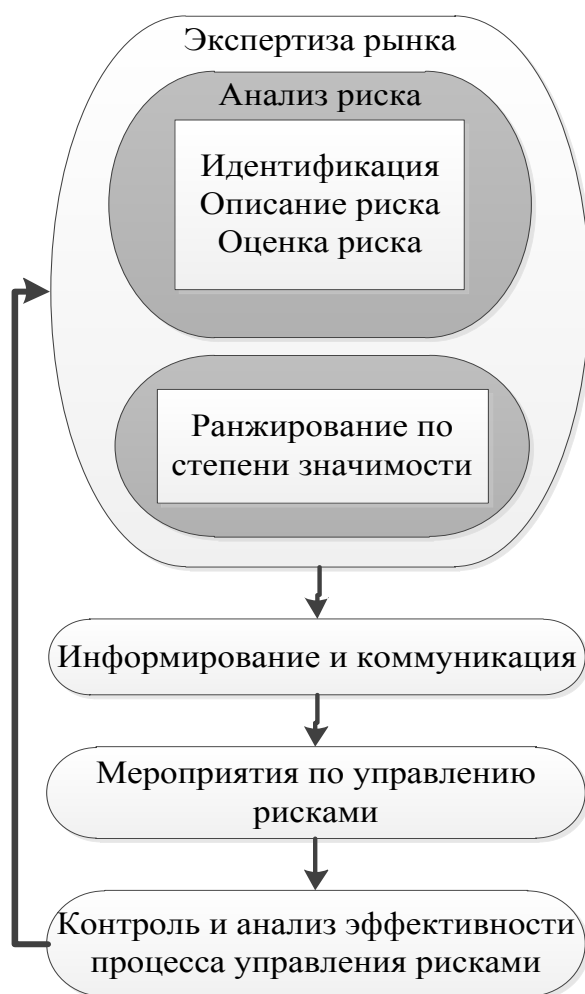 Экспертиза рынка
Анализ риска
Идентификация
Описание риска
Оценка риска
Ранжирование по
степени значимости
Информирование и коммуникация
Мероприятия по управлению
рисками
Контроль и анализ эффективности
процесса управления рисками